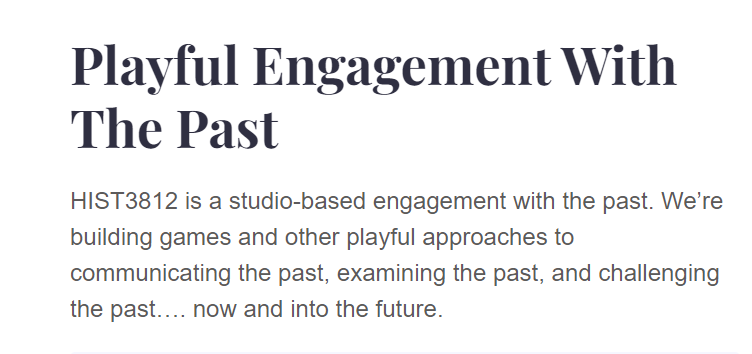 Playful Engagement With
The Past
HIST3812 is a studio-based engagement with the past. We’re
building games and other playful approaches to
communicating the past, examining the past, and challenging
the past…. now and into the future.